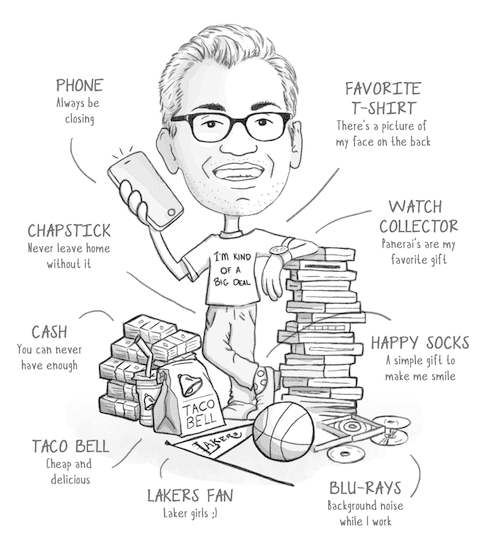 PHONE
Always be
closing
FAVORITE
T-SHIRT
There's a picture of
my face on the back
WATCH
COLLECTOR
Panerai's are my
favorite gift
CHAPSTICK
Never leave home
without it
I'M KIND
OF A
BIG DEAL
CASH
You can never
have enough
HAPPY SOCKS
A simple gift to
make me smile
TACO
BELL
LAKERS
TACO BELL
Cheap and
delicious
LAKERS FAN
Laker girls ;)
BLU-RAYS
Background noise
while I work